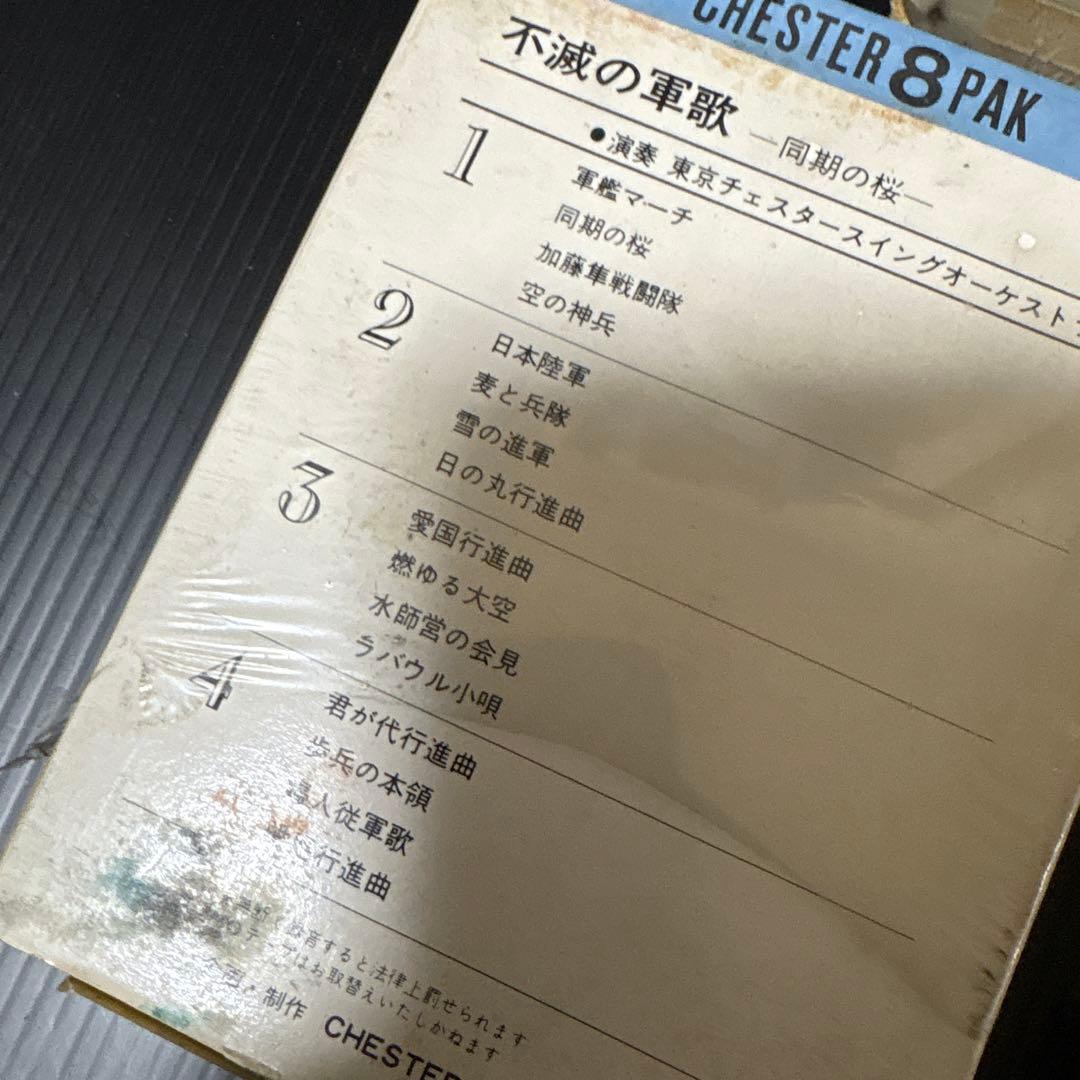 CHESTER 8 PAK
不滅の軍歌 ―同期の桜―
●演奏 東京チェスタースイングオーケスト
1
軍艦マーチ
同期の桜
加藤隼戦闘隊
空の神兵
2
日本陸軍
麦と兵隊
雪の進軍
日の丸行進曲
3
愛国行進曲
燃ゆる大空
水師営の会見
ラバウル小唄
4
君が代行進曲
歩兵の本領
婦人従軍歌
行進曲
無断 録音すると法律上罰せられます
のテープはお取替えいたしかねます
・制作 CHESTER